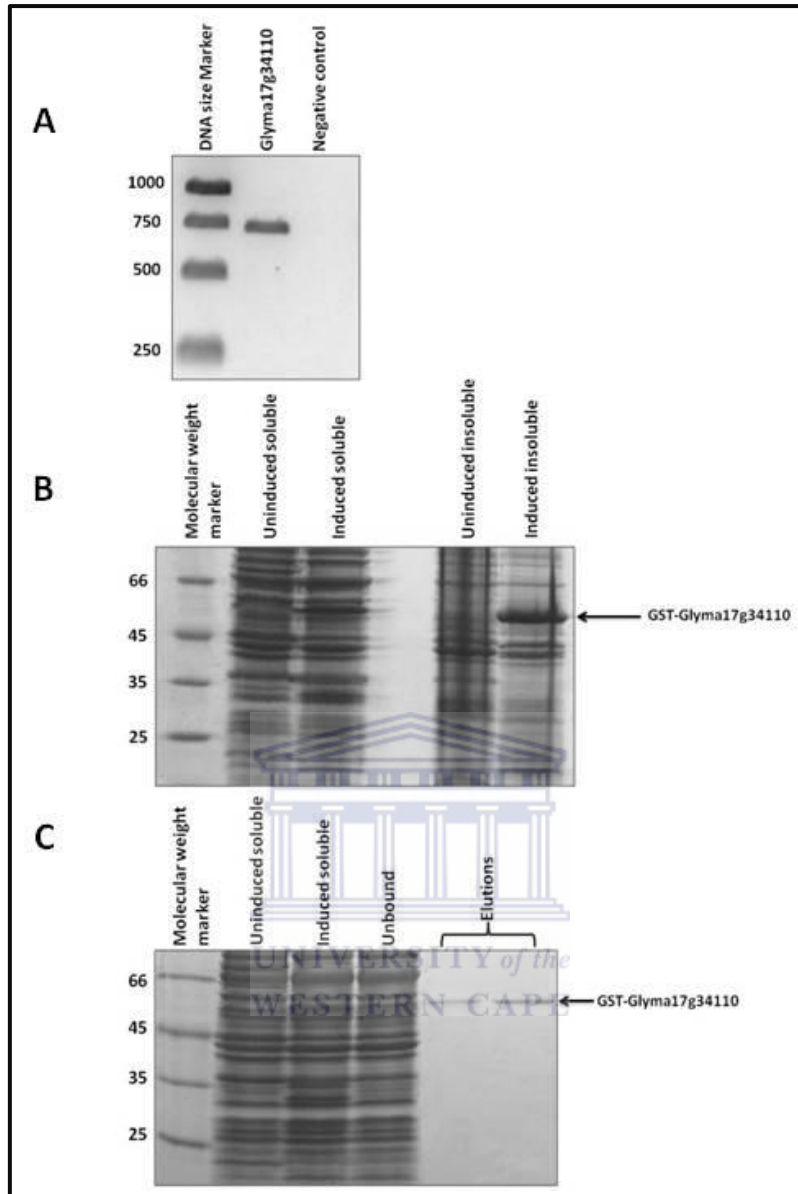 A
DNA size Marker
Glyma17g34110
Negative control
1000
750
500
250
B
Molecular weight
marker
Uninduced soluble
Induced soluble
Uninduced insoluble
Induced insoluble
66
45
35
25
GST-Glyma17g34110
C
Molecular weight
marker
Uninduced soluble
Induced soluble
Unbound
Elutions
66
45
35
25
GST-Glyma17g34110
UNIVERSITY of the
WESTERN CAPE